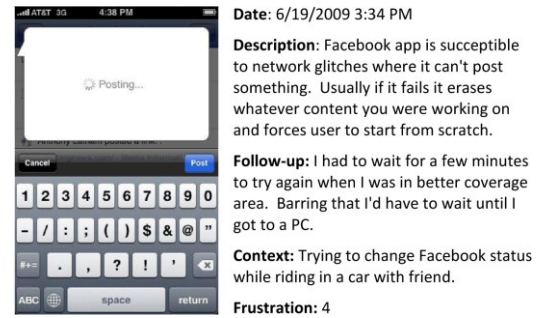 AT&T 3G 4:38 PM
Posting...
Anthony posted a link.
Cancel Post
1 2 3 4 5 6 7 8 9 0
- / : ; ( ) $ & @ "
#+= . , ? ! '
ABC space return
Date: 6/19/2009 3:34 PM
Description: Facebook app is succeptible
to network glitches where it can't post
something. Usually if it fails it erases
whatever content you were working on
and forces user to start from scratch.
Follow-up: I had to wait for a few minutes
to try again when I was in better coverage
area. Barring that I'd have to wait until I
got to a PC.
Context: Trying to change Facebook status
while riding in a car with friend.
Frustration: 4